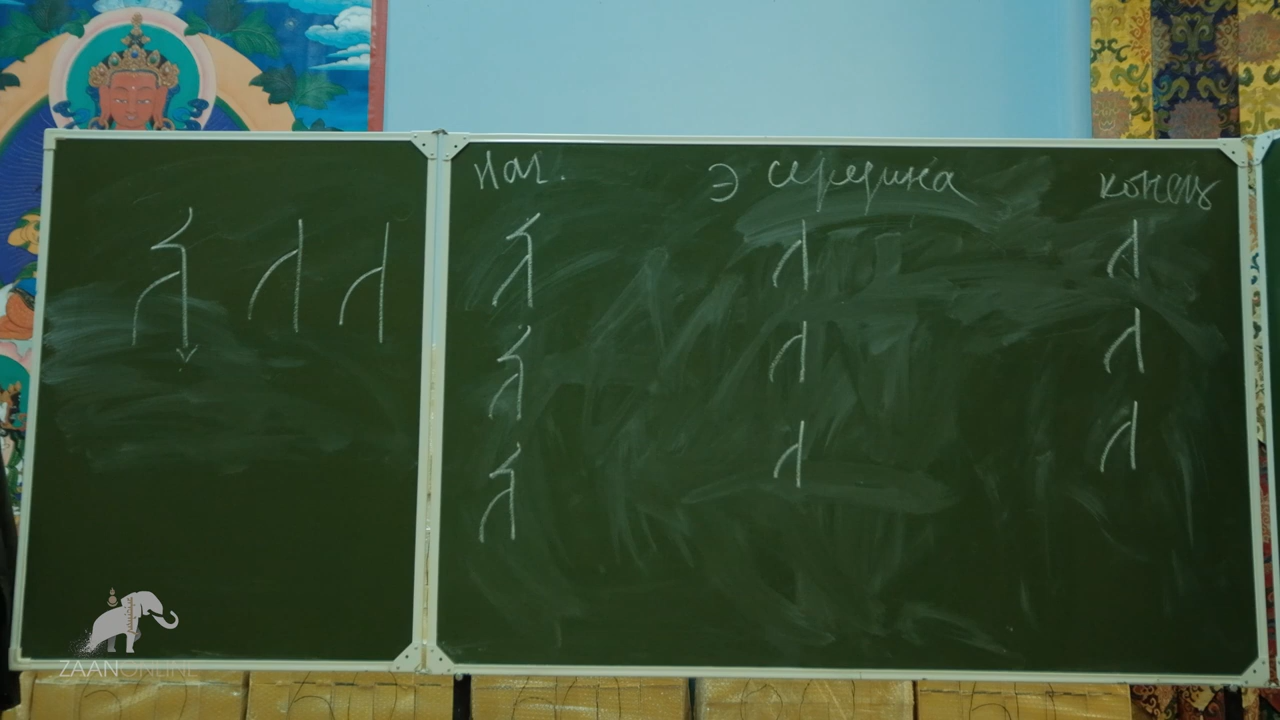 ᡄ ᡄ ᡄ
нач. Э середина конец
ᡄ ᡄ ᡄ
ᡄ ᡄ ᡄ
ᡄ ᡄ ᡄ
ZAANONLINE